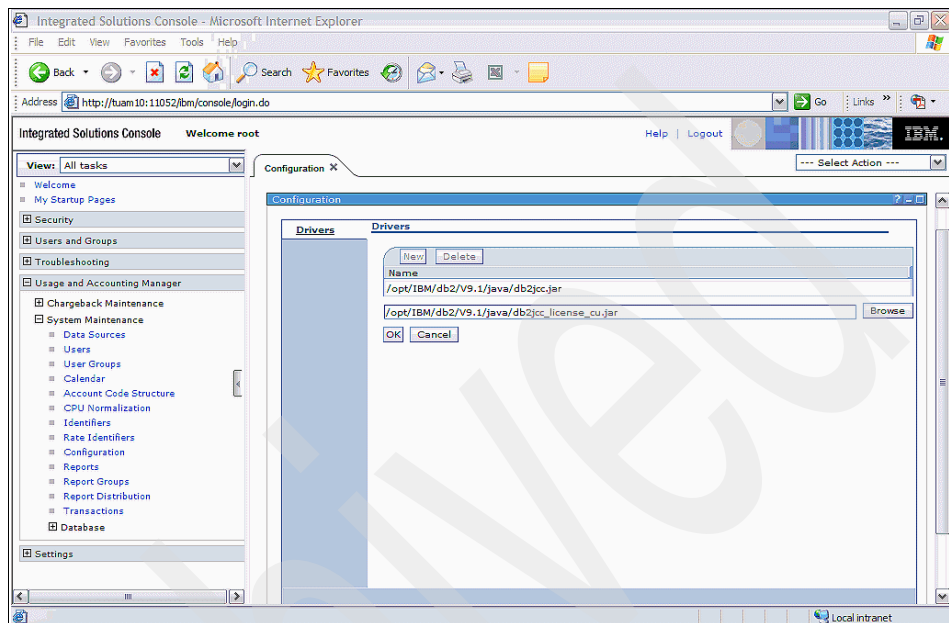 Integrated Solutions Console - Microsoft Internet Explorer
File Edit View Favorites Tools Help
Back Search Favorites
Address http://tuam10:11052/ibm/console/login.do Go Links »
Integrated Solutions Console Welcome root Help | Logout IBM.
View: All tasks
Configuration X
--- Select Action ---
Welcome
My Startup Pages
Security
Users and Groups
Troubleshooting
Usage and Accounting Manager
Chargeback Maintenance
System Maintenance
Data Sources
Users
User Groups
Calendar
Account Code Structure
CPU Normalization
Identifiers
Rate Identifiers
Configuration
Reports
Report Groups
Report Distribution
Transactions
Database
Settings
Configuration
Drivers
Drivers
New Delete
Name
/opt/IBM/db2/V9.1/java/db2jcc.jar
/opt/IBM/db2/V9.1/java/db2jcc_license_cu.jar Browse
OK Cancel
Local intranet